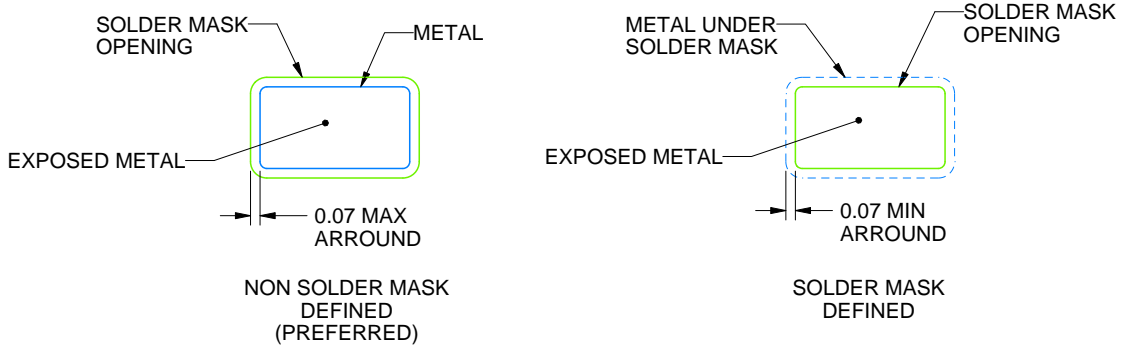 SOLDER MASK
OPENING
METAL
EXPOSED METAL
0.07 MAX
ARROUND
NON SOLDER MASK
DEFINED
(PREFERRED)
METAL UNDER
SOLDER MASK
SOLDER MASK
OPENING
EXPOSED METAL
0.07 MIN
ARROUND
SOLDER MASK
DEFINED